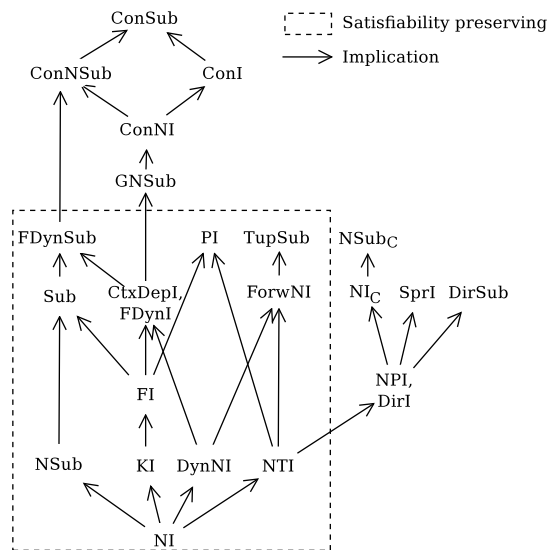 ConSub
Satisfiability preserving
Implication
ConNSub
ConI
ConNI
GNSub
FDynSub
PI
TupSub
NSubC
Sub
CtxDepI,
FDynI
ForwNI
NIC
SprI
DirSub
FI
NPI,
DirI
NSub
KI
DynNI
NTI
NI